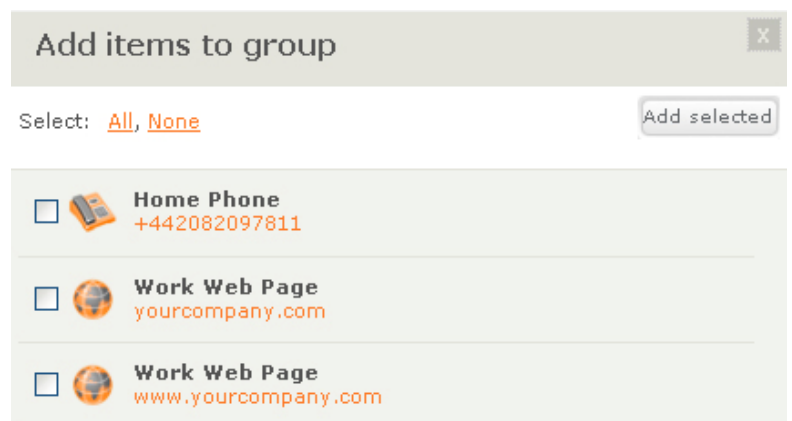 Add items to group
x
Select: All, None
Add selected
Home Phone
+442082097811
Work Web Page
yourcompany.com
Work Web Page
www.yourcompany.com